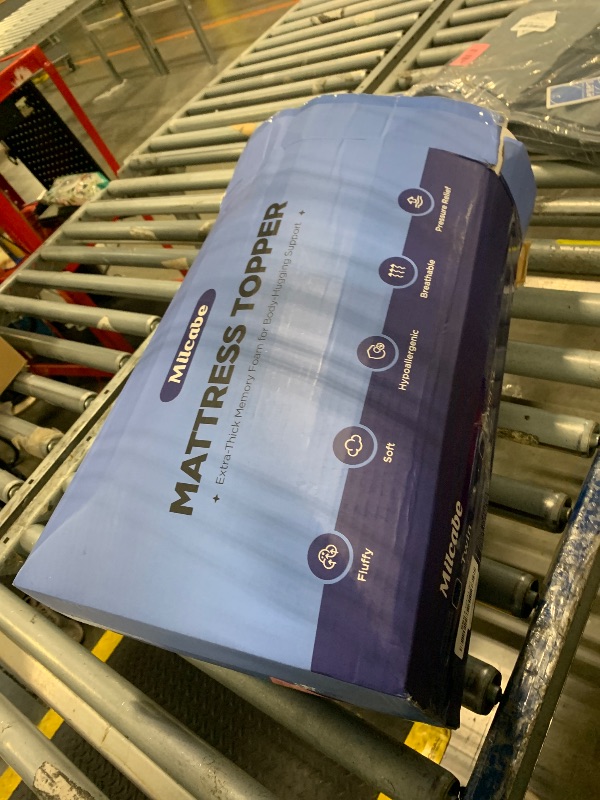 Milcabe
MATTRESS TOPPER
+ Extra-Thick Memory Foam for Body-Hugging Support +
Fluffy
Soft
Hypoallergenic
Breathable
Pressure Relief
Milcabe